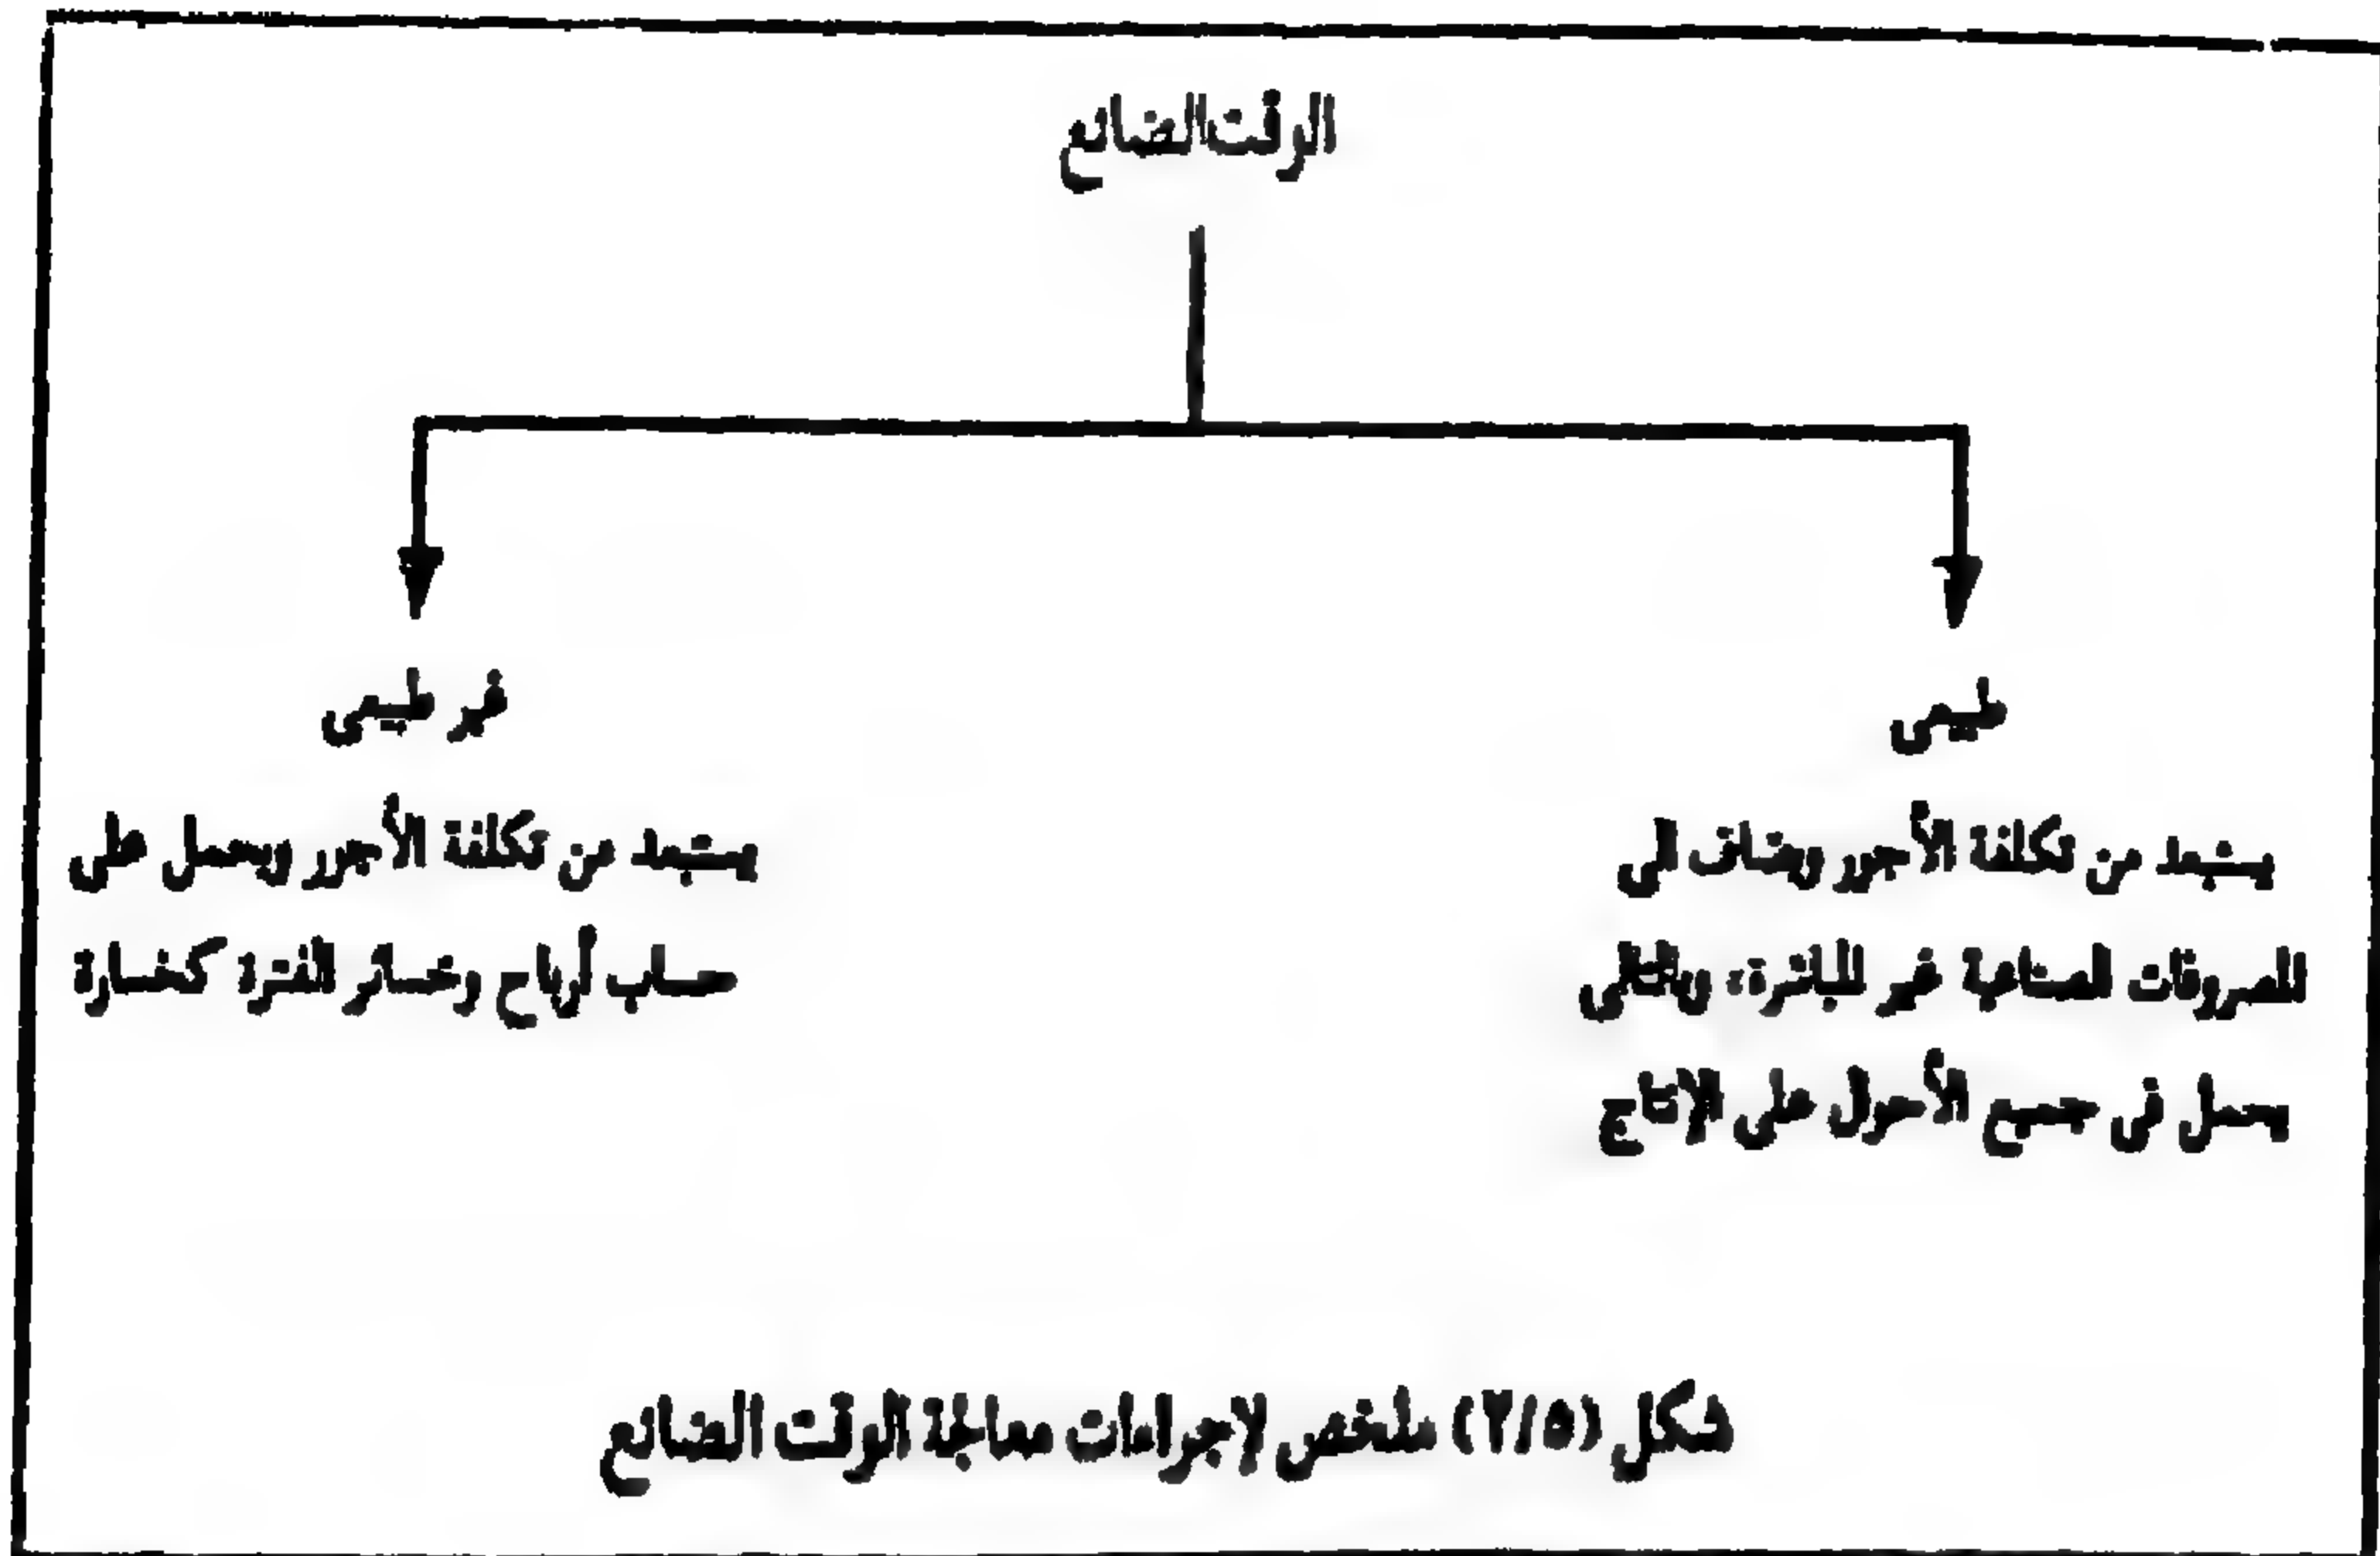 الوقت الضائع
طبيعى
يستبعد من تكلفة الأجور ويضاف إلى
المصروفات الصناعية غير المباشرة، وبالتالى
يحمل فى جميع الأحوال على الإنتاج
غير طبيعى
يستبعد من تكلفة الأجور ويحمل على
حساب أرباح وخسائر الفترة كخسارة
شكل (٢/٥) ملخص لاجراءات معالجة الوقت الضائع